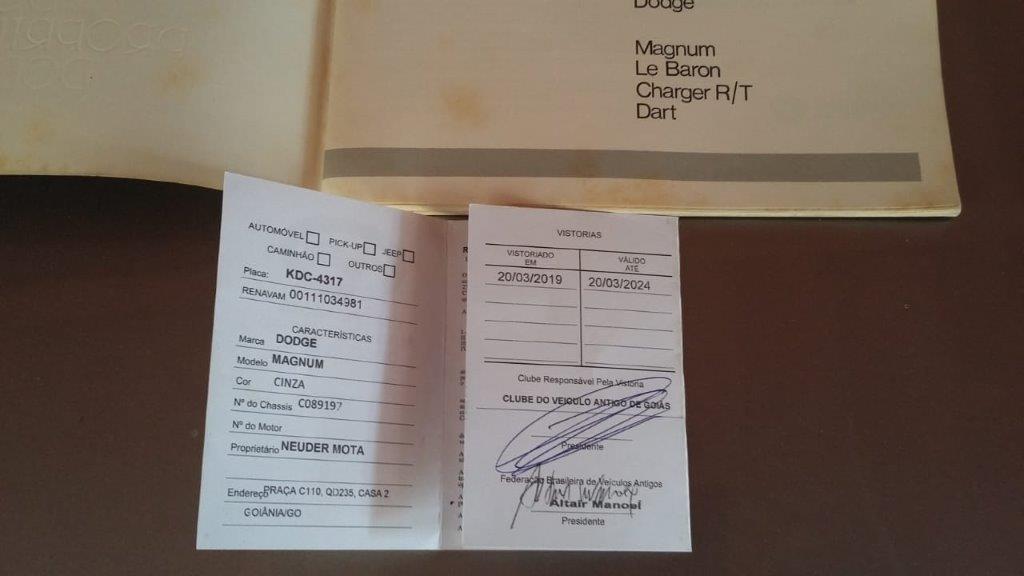 Dodge
Magnum
Le Baron
Charger R/T
Dart
AUTOMÓVEL PICK-UP JEEP
CAMINHÃO OUTROS
Placa: KDC-4317
RENAVAM 00111034981
CARACTERÍSTICAS
Marca DODGE
Modelo MAGNUM
Cor CINZA
Nº do Chassis C089197
Nº do Motor
Proprietário NEUDER MOTA
Endereço PRAÇA C110, QD235, CASA 2
GOIÂNIA/GO
VISTORIAS
VISTORIADO EM
VÁLIDO ATÉ
20/03/2019 20/03/2024
Clube Responsável Pela Vistoria
CLUBE DO VEICULO ANTIGO DE GOIÁS
Presidente
Federação Brasileira de Veículos Antigos
Altair Manoel
Presidente